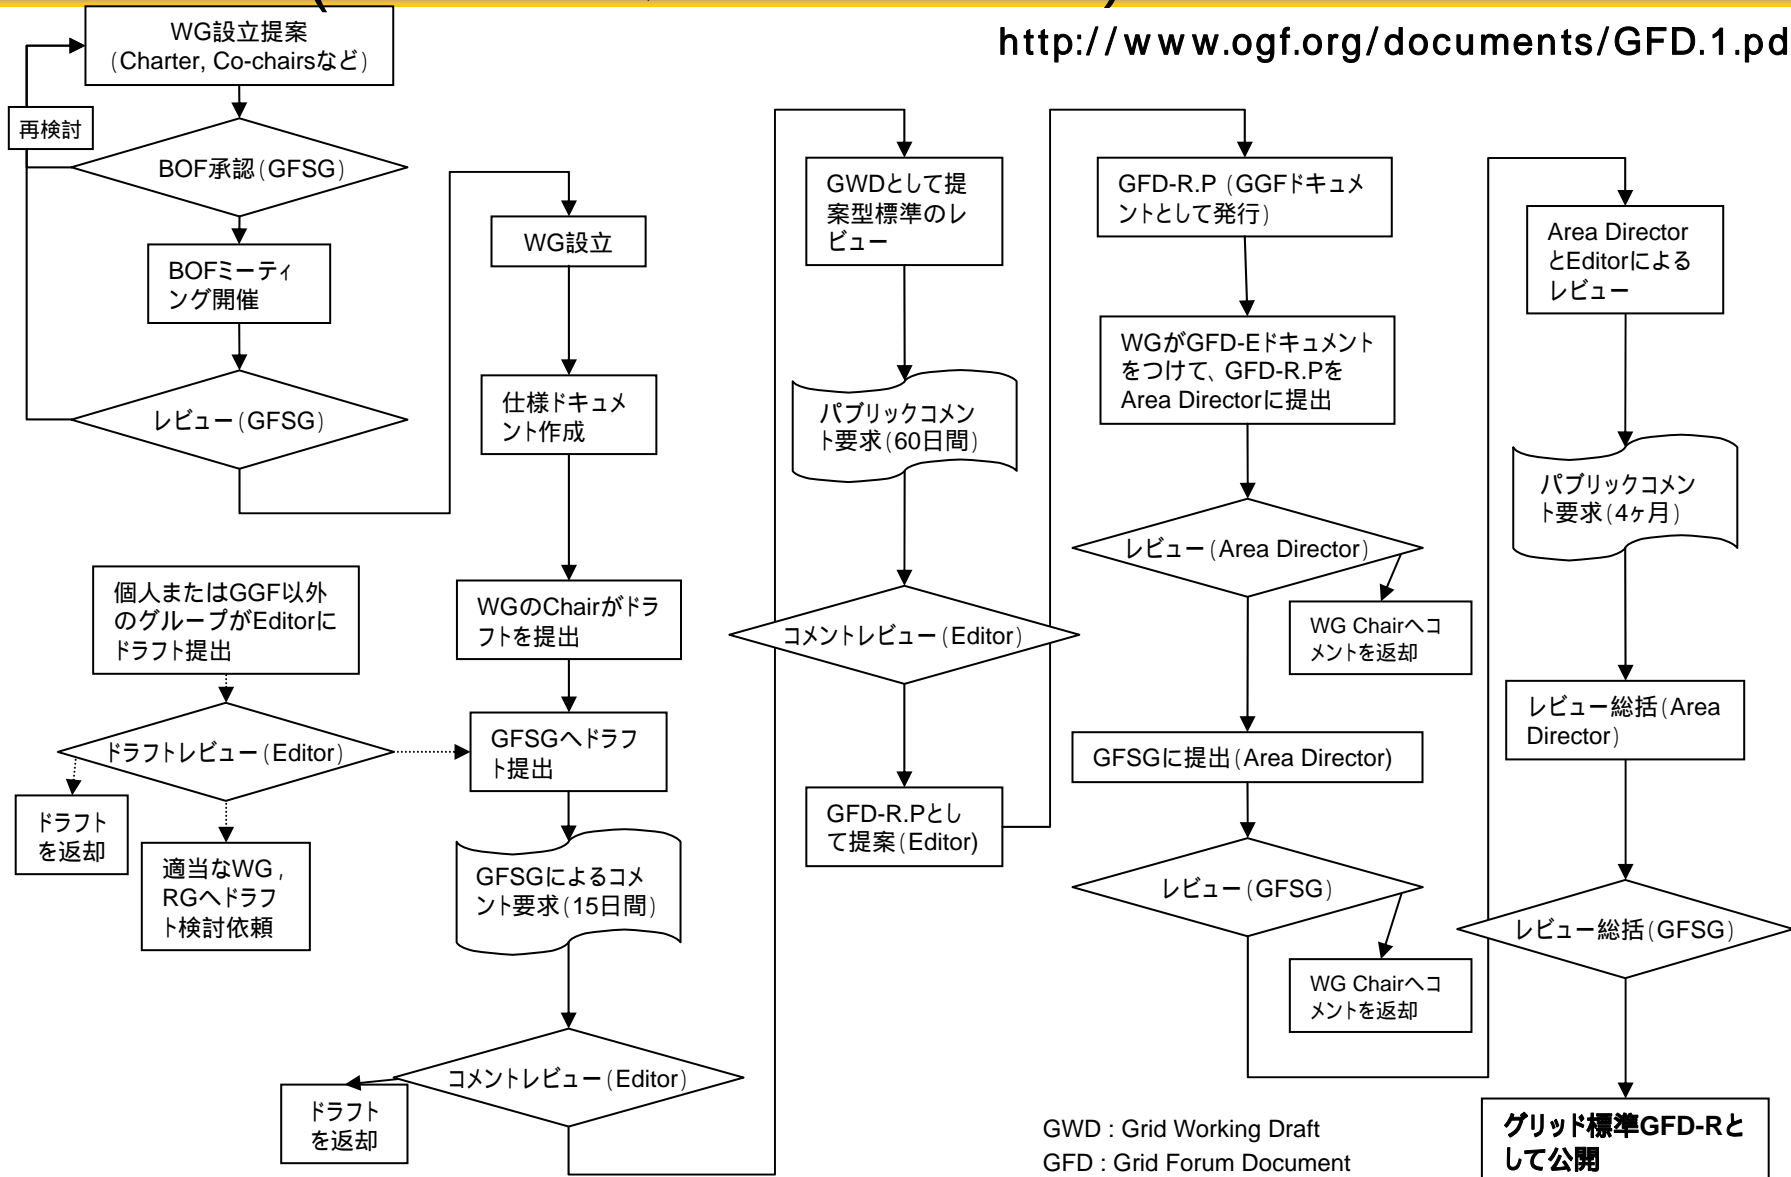 http://www.ogf.org/documents/GFD.1.pd
WG設立提案
(Charter, Co-chairsなど)
再検討
BOF承認(GFSG)
BOFミーティ
ング開催
レビュー(GFSG)
WG設立
仕様ドキュメ
ント作成
WGのChairがドラ
フトを提出
個人またはGGF以外
のグループがEditorに
ドラフト提出
ドラフトレビュー(Editor)
ドラフト
を返却
適当なWG,
RGへドラフ
ト検討依頼
GFSGへドラフ
ト提出
GFSGによるコメ
ント要求(15日間)
コメントレビュー(Editor)
ドラフト
を返却
GWDとして提
案型標準のレ
ビュー
パブリックコメン
ト要求(60日間)
コメントレビュー(Editor)
GFD-R.Pとし
て提案(Editor)
GFD-R.P (GGFドキュメ
ントとして発行)
WGがGFD-Eドキュメント
をつけて、GFD-R.Pを
Area Directorに提出
レビュー(Area Director)
WG Chairへコ
メントを返却
GFSGに提出(Area Director)
レビュー(GFSG)
WG Chairへコ
メントを返却
Area Director
とEditorによる
レビュー
パブリックコメン
ト要求(4ヶ月)
レビュー総括(Area
Director)
レビュー総括(GFSG)
グリッド標準GFD-Rと
して公開
GWD : Grid Working Draft
GFD : Grid Forum Document